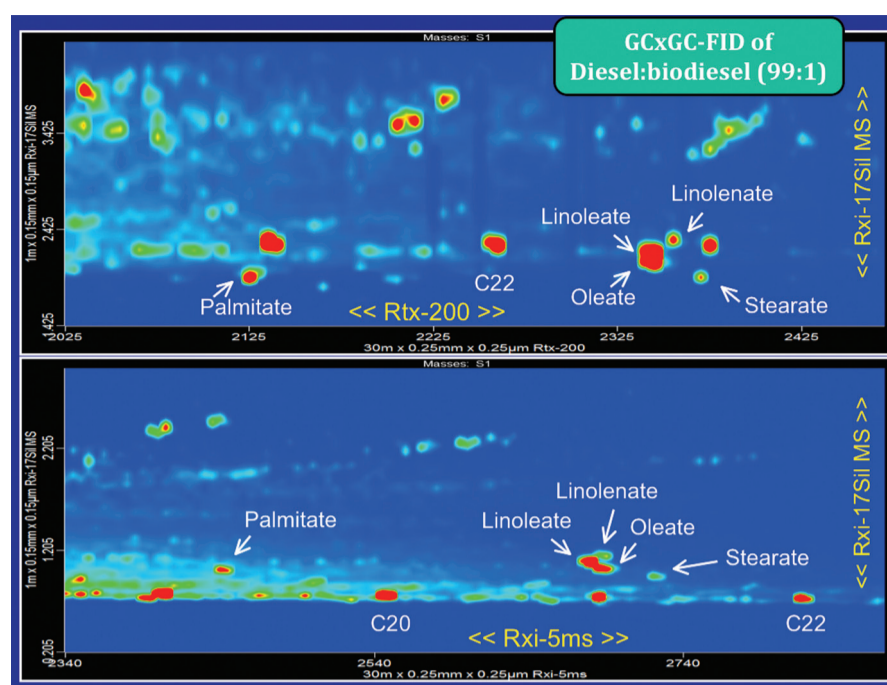 Masses: S1
GCxGC-FID of
Diesel:biodiesel (99:1)
1m x 0.15mm x 0.15µm Rxi-17Sil MS
3.425
2.425
1.425
<< Rxi-17Sil MS >>
Linolenate
Linoleate
C22
Oleate
Palmitate
Stearate
<< Rtx-200 >>
2025
2125
2225
2325
2425
30m x 0.25mm x 0.25µm Rtx-200
Masses: S1
1m x 0.15mm x 0.15µm Rxi-17Sil MS
2.205
1.205
0.205
<< Rxi-17Sil MS >>
Linolenate
Palmitate
Linoleate
Oleate
Stearate
C20
C22
<< Rxi-5ms >>
2340
2540
2740
30m x 0.25mm x 0.25µm Rxi-5ms